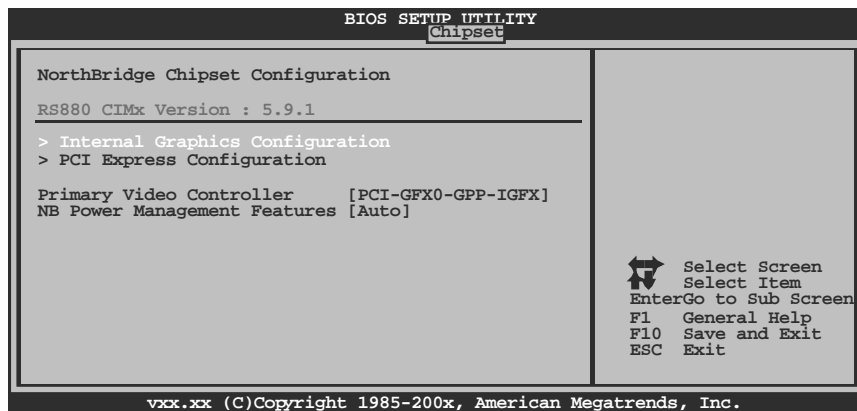 BIOS SETUP UTILITY
Chipset
NorthBridge Chipset Configuration
RS880 CIMx Version : 5.9.1
> Internal Graphics Configuration
> PCI Express Configuration
Primary Video Controller [PCI-GFX0-GPP-IGFX]
NB Power Management Features [Auto]
Select Screen
Select Item
EnterGo to Sub Screen
F1 General Help
F10 Save and Exit
ESC Exit
vxx.xx (C)Copyright 1985-200x, American Megatrends, Inc.